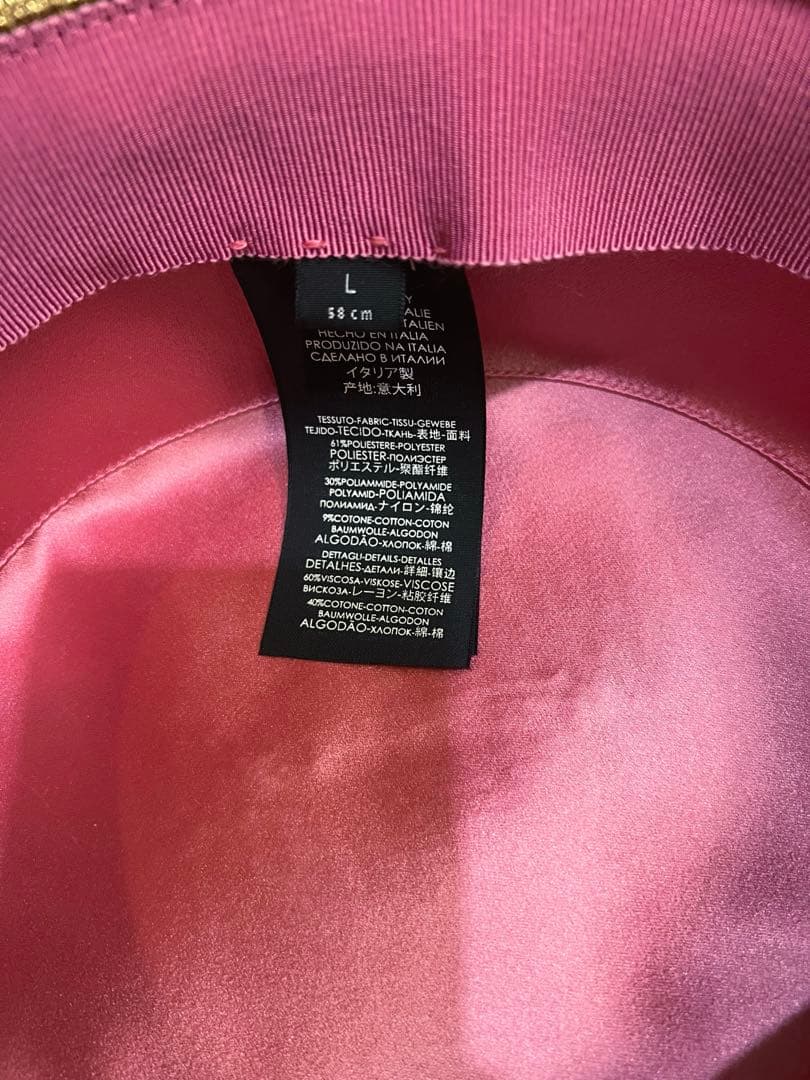 L
58 cm
Y
ALIE
TALIEN
HECHO EN ITALIA
PRODUZIDO NA ITALIA
СДЕЛАНО В ИТАЛИИ
イタリア製
产地:意大利
TESSUTO-FABRIC-TISSU-GEWEBE
TEJIDO-TECIDO-ТКАНЬ-表地-面料
61%POLIESTERE-POLYESTER
POLIESTER-ПОЛИЭСТЕР
ポリエステル-聚酯纤维
30%POLIAMMIDE-POLYAMIDE
POLYAMID-POLIAMIDA
ПОЛИАМИД-ナイロン-锦纶
9%COTONE-COTTON-COTON
BAUMWOLLE-ALGODON
ALGODÃO-ХЛОПОК-綿-棉
DETTAGLI-DETAILS-DETALLES
DETALHES-ДЕТАЛИ-詳細-镶边
60%VISCOSA-VISKOSE-VISCOSE
ВИСКОЗА-レーヨン-粘胶纤维
40%COTONE-COTTON-COTON
BAUMWOLLE-ALGODON
ALGODÃO-ХЛОПОК-綿-棉